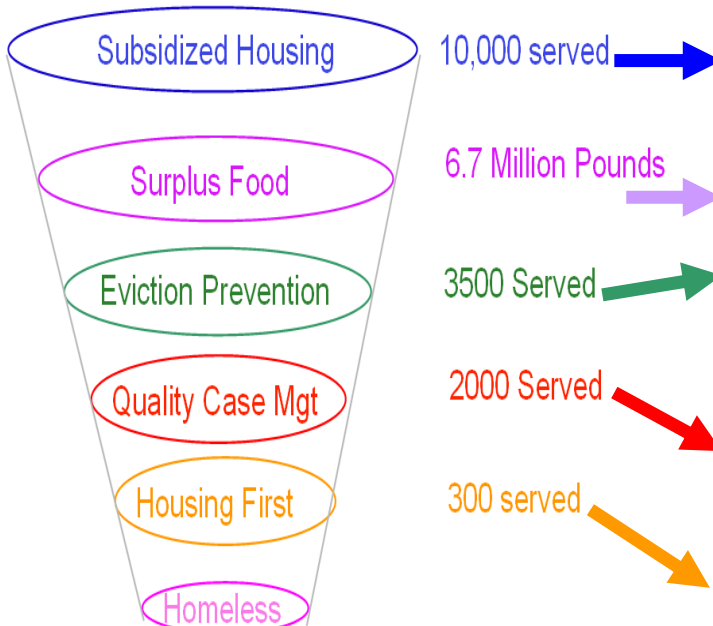 Subsidized Housing 10,000 served
Surplus Food 6.7 Million Pounds
Eviction Prevention 3500 Served
Quality Case Mgt 2000 Served
Housing First 300 served
Homeless